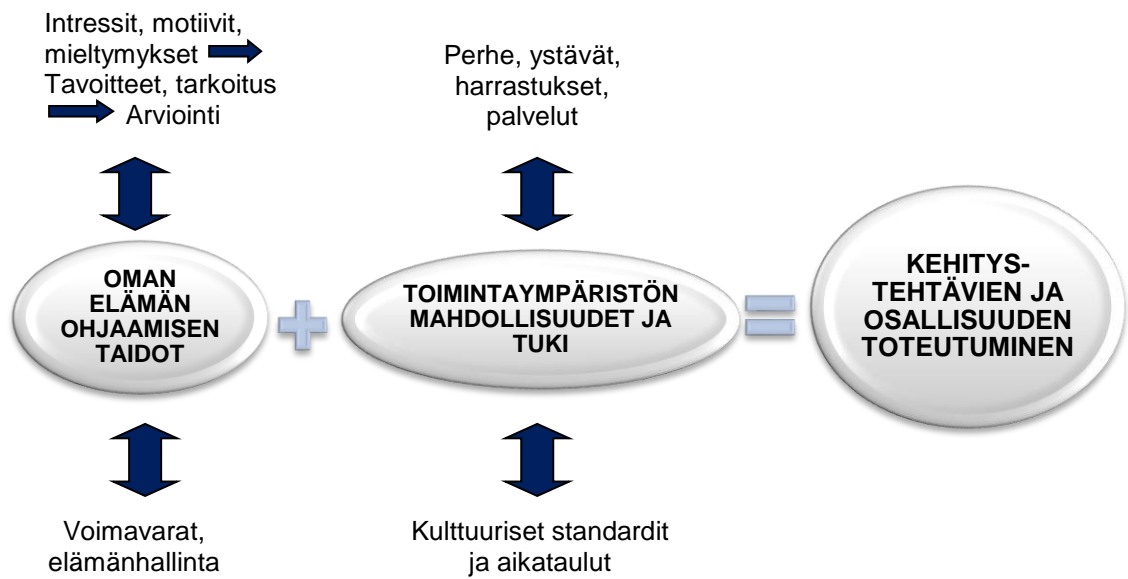 Intressit, motiivit,
mieltymykset
Tavoitteet, tarkoitus
Arviointi
Perhe, ystävät,
harrastukset,
palvelut
OMAN
ELÄMÄN
OHJAAMISEN
TAIDOT
TOIMINTAYMPÄRISTÖN
MAHDOLLISUUDET JA
TUKI
KEHITYS-
TEHTÄVIEN JA
OSALLISUUDEN
TOTEUTUMINEN
Voimavarat,
elämänhallinta
Kulttuuriset standardit
ja aikataulut